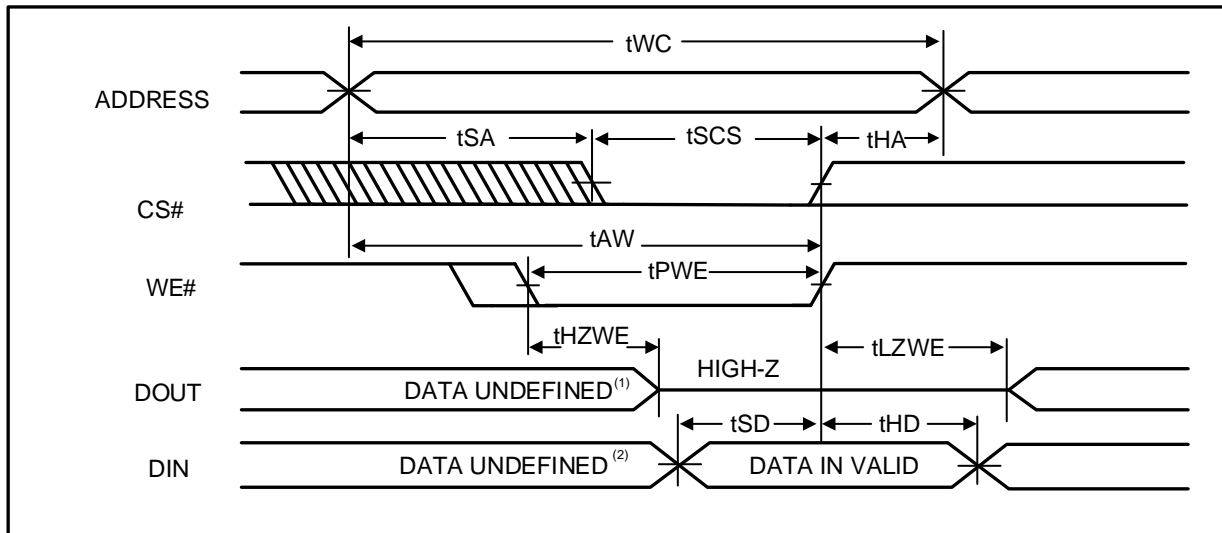 tWC
ADDRESS
tSA
tSCS
tHA
CS#
tAW
tPWE
WE#
tHZWE
tLZWE
HIGH-Z
DOUT
DATA UNDEFINED (1)
tSD
tHD
DIN
DATA UNDEFINED (2)
DATA IN VALID